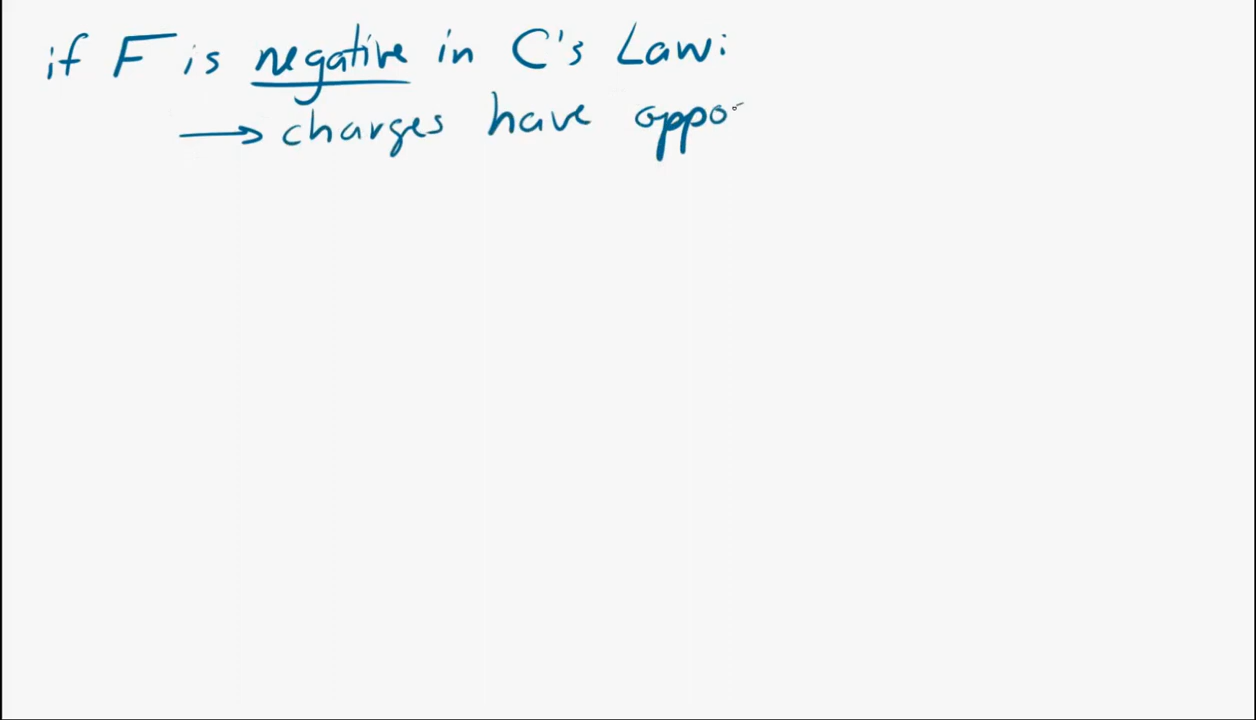 if F is negative in C's Law:
→ charges have oppo